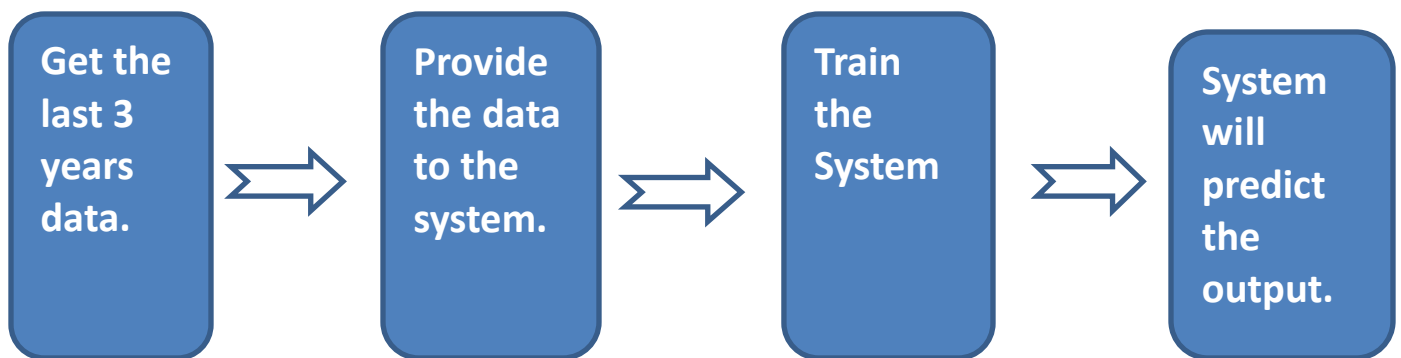 Get the
last 3
years
data.
Provide
the data
to the
system.
Train
the
System
System
will
predict
the
output.